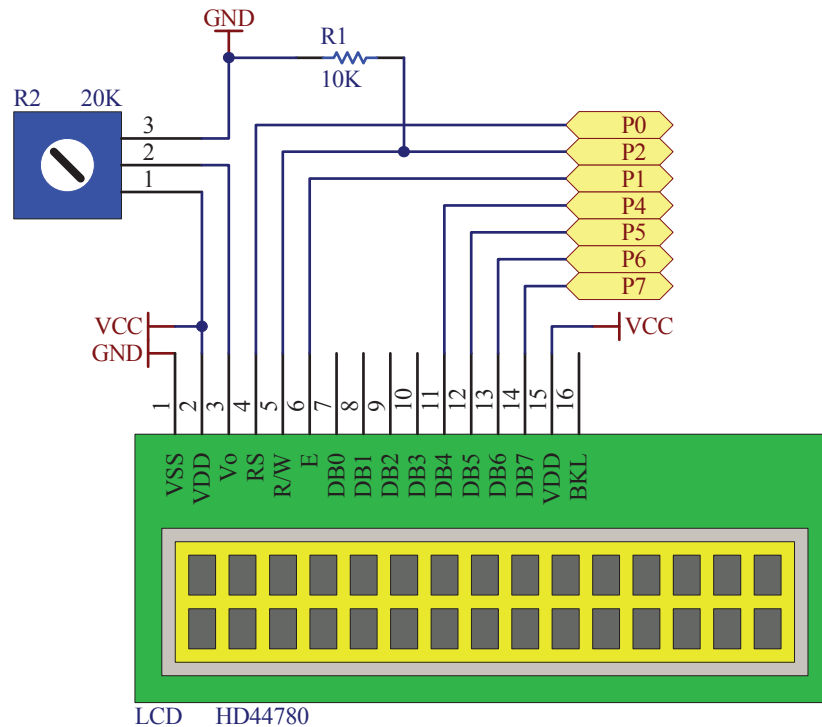 GND
R1
10K
R2 20K
3
2
1
P0
P2
P1
P4
P5
P6
P7
VCC
GND
VCC
1
2
3
4
5
6
7
8
9
10
11
12
13
14
15
16
VSS
VDD
Vo
RS
R/W
E
DB0
DB1
DB2
DB3
DB4
DB5
DB6
DB7
VDD
BKL
LCD HD44780